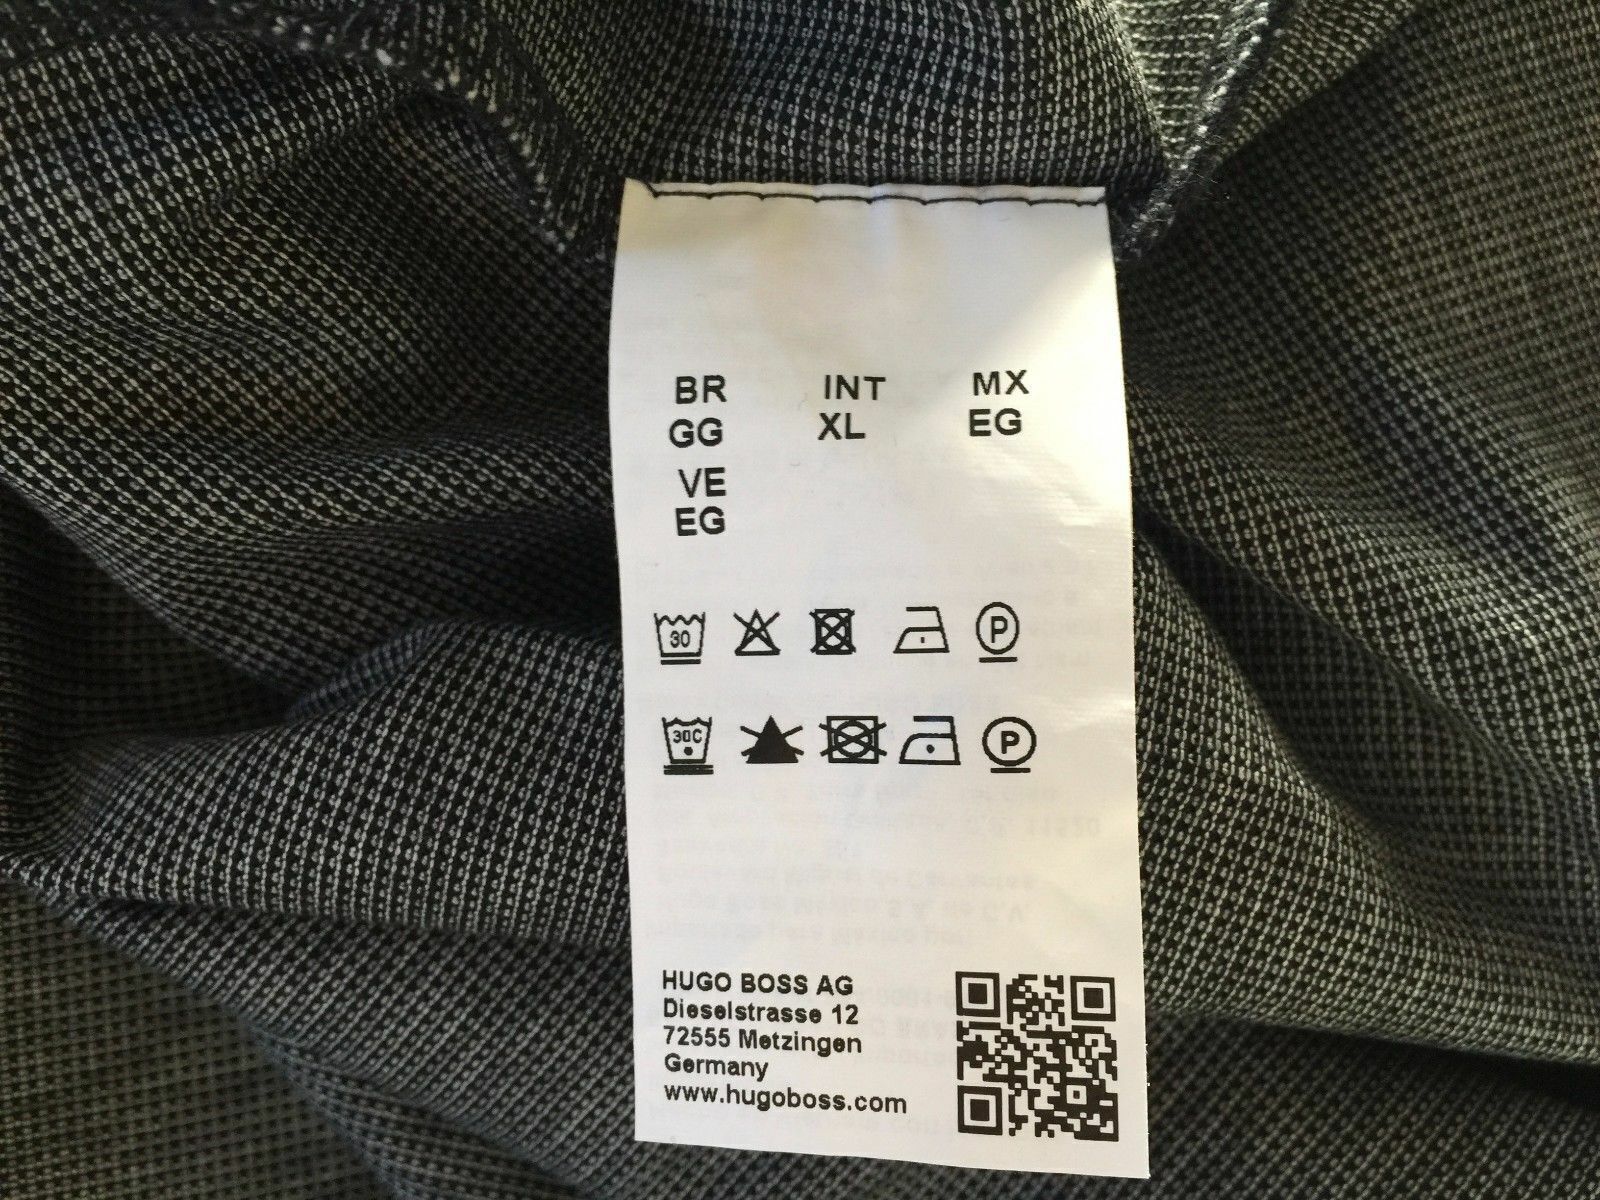 BR INT MX
GG XL EG
VE
EG
30 P
30C P
HUGO BOSS AG
Dieselstrasse 12
72555 Metzingen
Germany
www.hugoboss.com